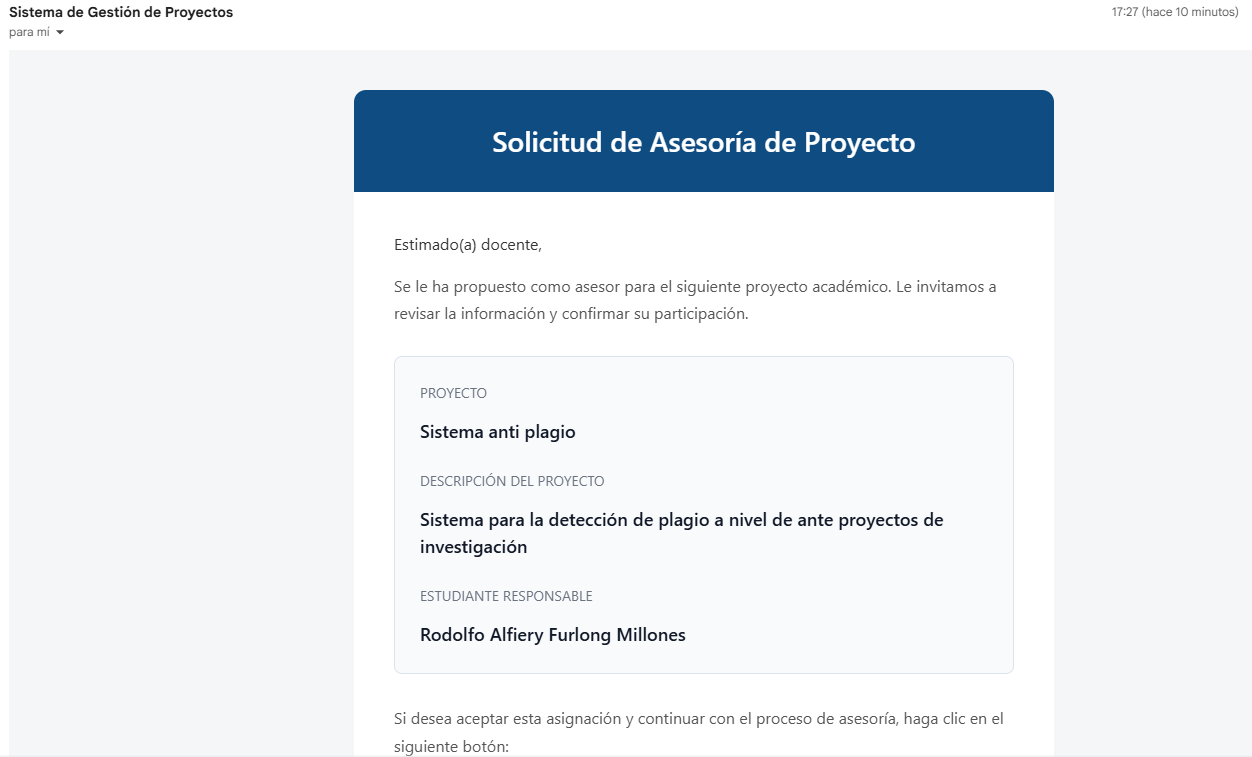 Sistema de Gestión de Proyectos
17:27 (hace 10 minutos)
para mí
Solicitud de Asesoría de Proyecto
Estimado(a) docente,
Se le ha propuesto como asesor para el siguiente proyecto académico. Le invitamos a
revisar la información y confirmar su participación.
PROYECTO
Sistema anti plagio
DESCRIPCIÓN DEL PROYECTO
Sistema para la detección de plagio a nivel de ante proyectos de
investigación
ESTUDIANTE RESPONSABLE
Rodolfo Alfiery Furlong Millones
Si desea aceptar esta asignación y continuar con el proceso de asesoría, haga clic en el
siguiente botón: